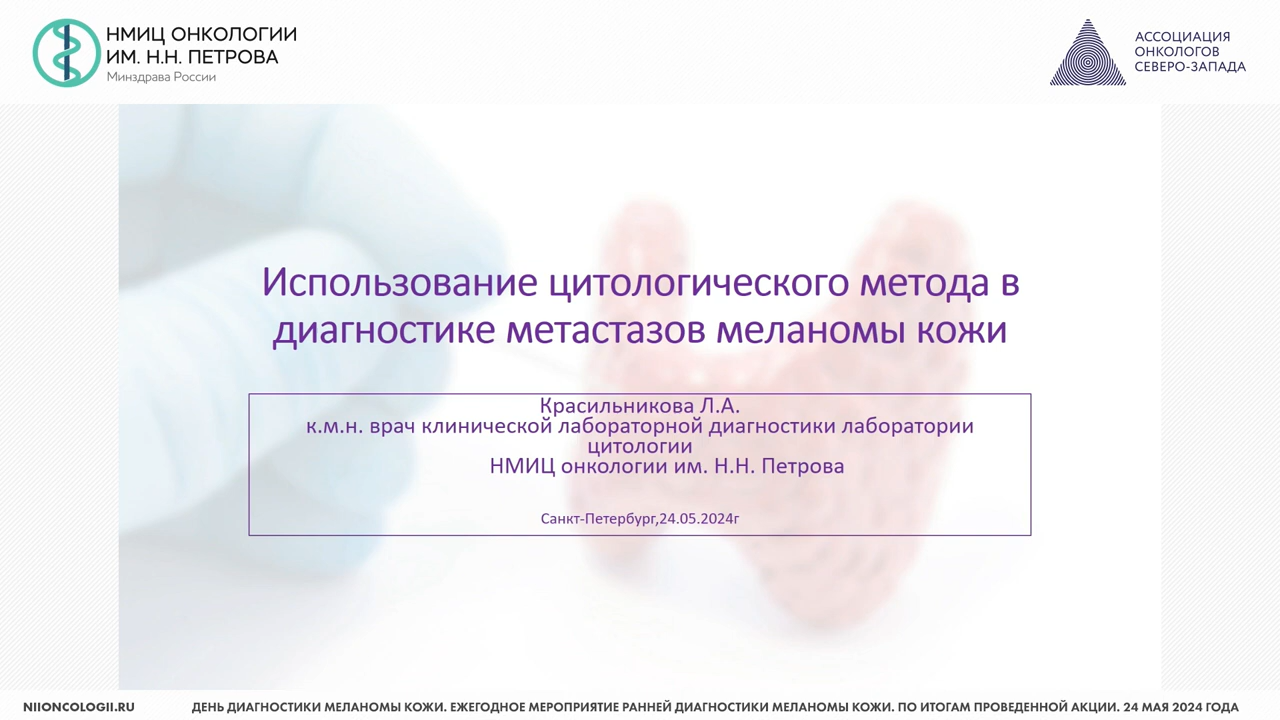 НМИЦ ОНКОЛОГИИ
ИМ. Н.Н. ПЕТРОВА
Минздрава России
АССОЦИАЦИЯ
ОНКОЛОГОВ
СЕВЕРО-ЗАПАДА
Использование цитологического метода в
диагностике метастазов меланомы кожи
Красильникова Л.А.
к.м.н. врач клинической лабораторной диагностики лаборатории
цитологии
НМИЦ онкологии им. Н.Н. Петрова
Санкт-Петербург,24.05.2024г
NIIONCOLOGII.RU
ДЕНЬ ДИАГНОСТИКИ МЕЛАНОМЫ КОЖИ. ЕЖЕГОДНОЕ МЕРОПРИЯТИЕ РАННЕЙ ДИАГНОСТИКИ МЕЛАНОМЫ КОЖИ. ПО ИТОГАМ ПРОВЕДЕННОЙ АКЦИИ. 24 МАЯ 2024 ГОДА